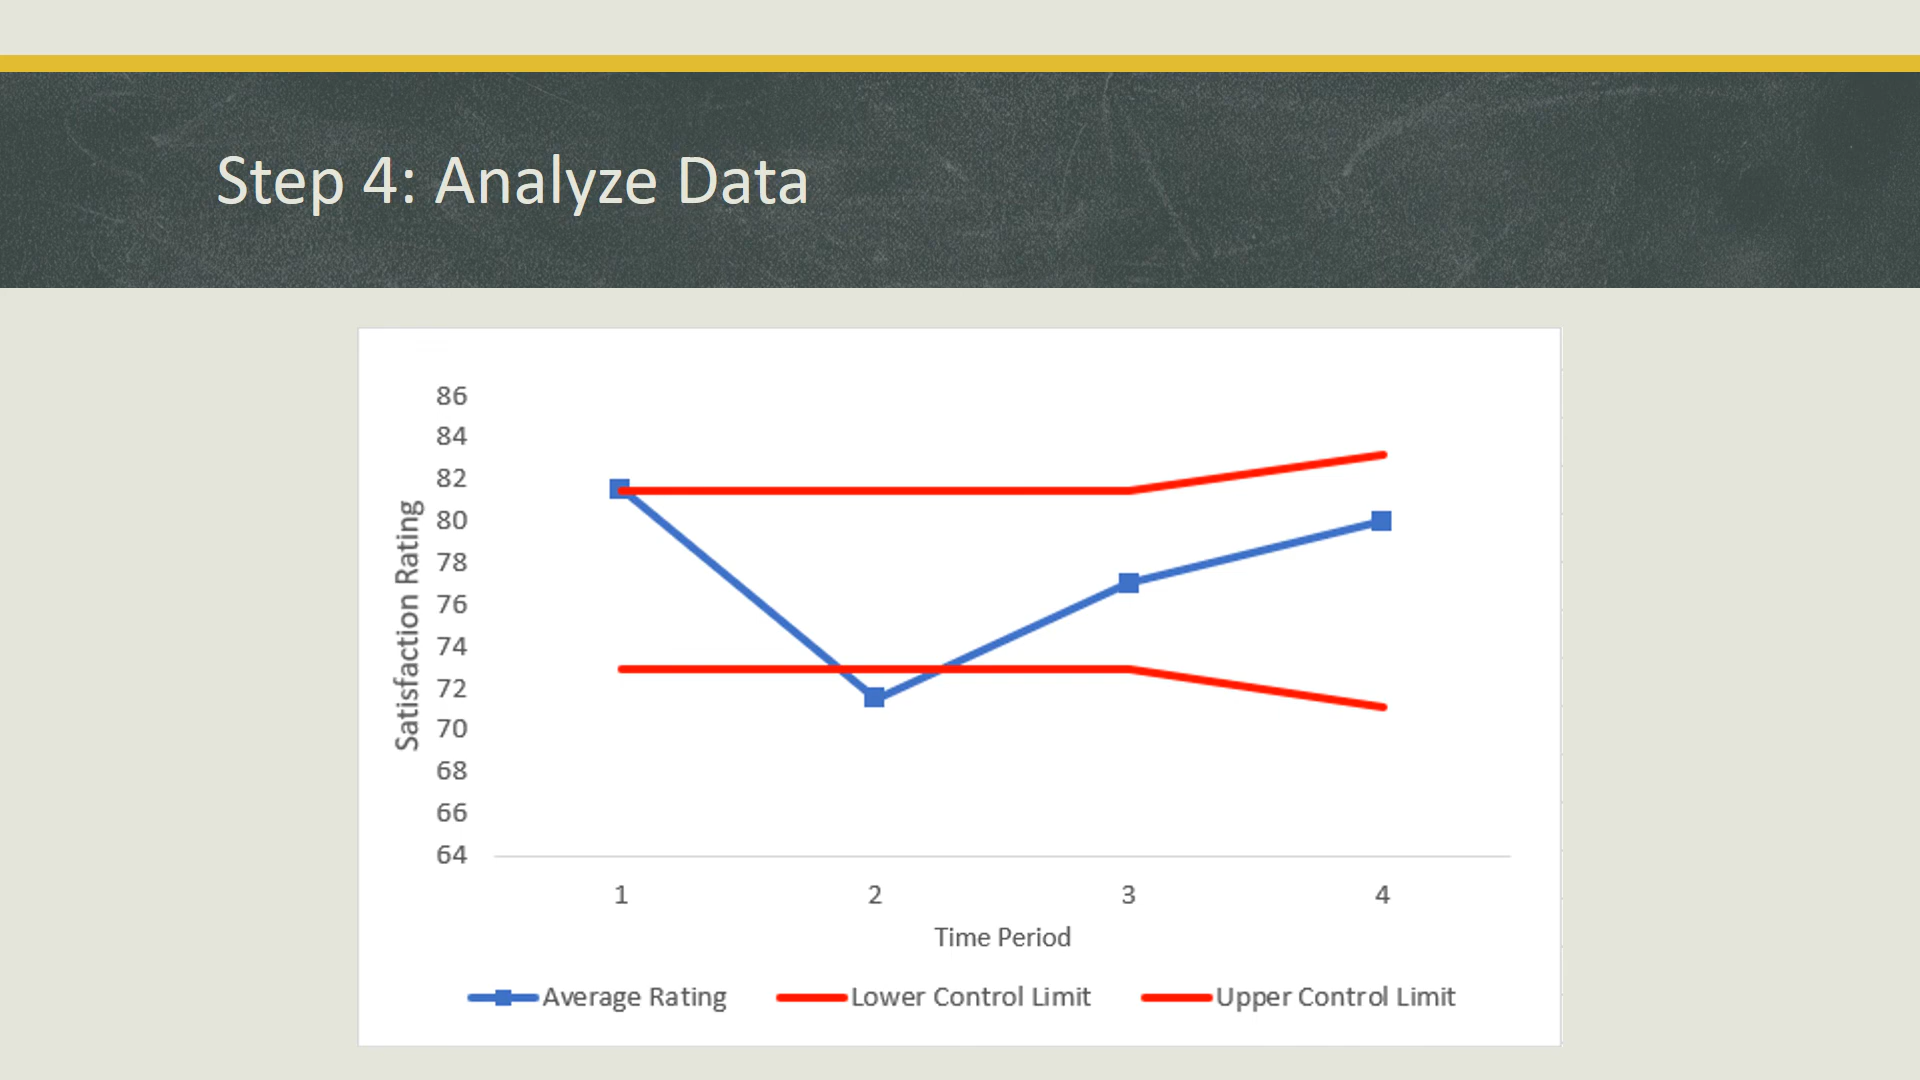 Step 4: Analyze Data
86
84
82
80
78
76
74
72
70
68
66
64
Satisfaction Rating
1 2 3 4
Time Period
Average Rating Lower Control Limit Upper Control Limit